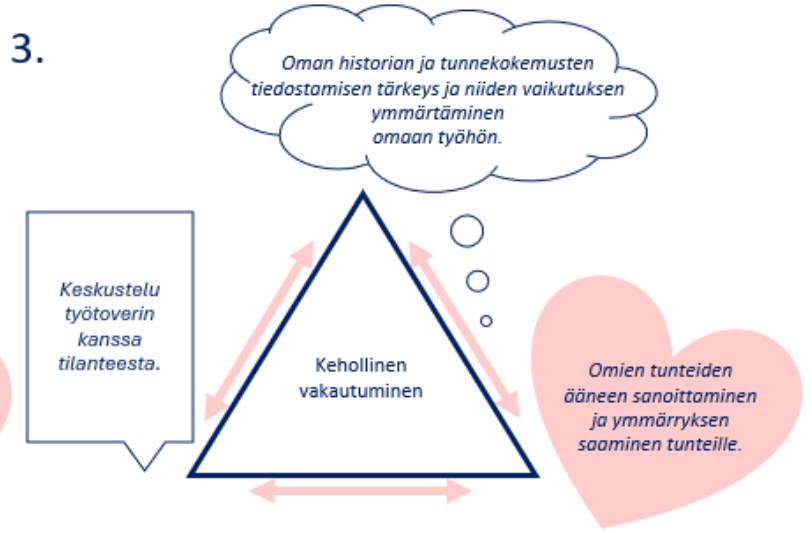 3.
Oman historian ja tunnekokemusten
tiedostamisen tärkeys ja niiden vaikutuksen
ymmärtäminen
omaan työhön.
Keskustelu
työtoverin
kanssa
tilanteesta.
Kehollinen
vakautuminen
Omien tunteiden
ääneen sanoittaminen
ja ymmärryksen
saaminen tunteille.